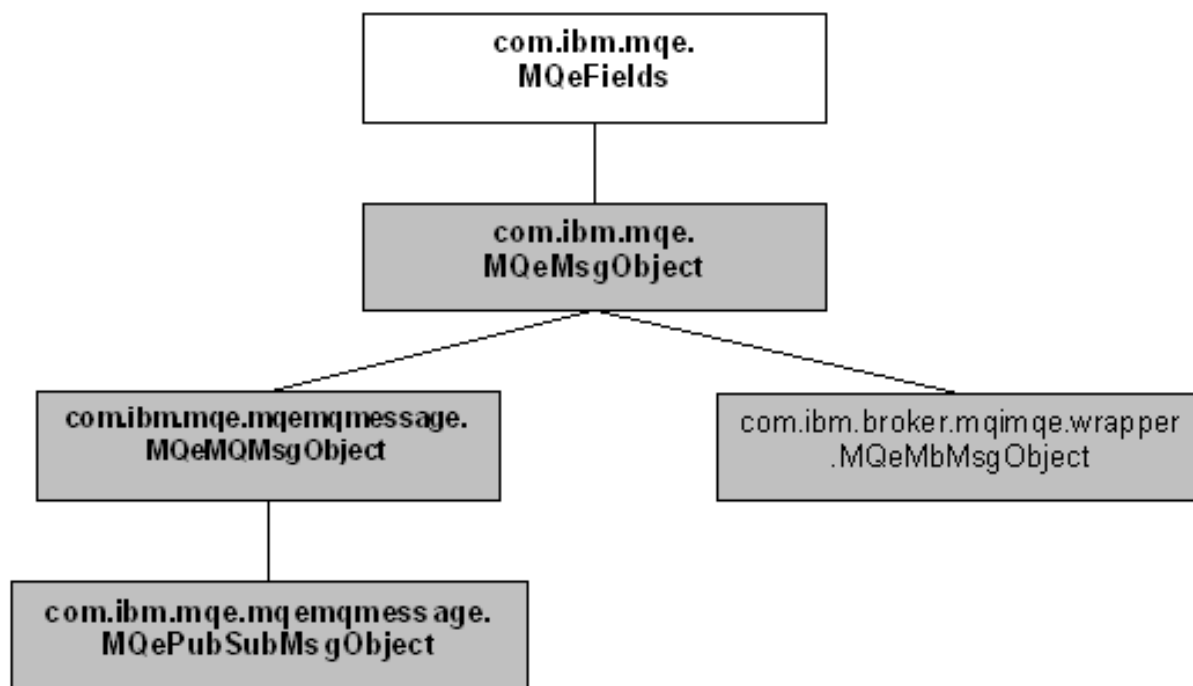 com.ibm.mqe.
MQeFields
com.ibm.mqe.
MQeMsgObject
com.ibm.mqe.mqemqmessage.
MQeMQMsgObject
com.ibm.broker.mqimqe.wrapper
.MQeMbMsgObject
com.ibm.mqe.mqemqmessage.
MQePubSubMsgObject